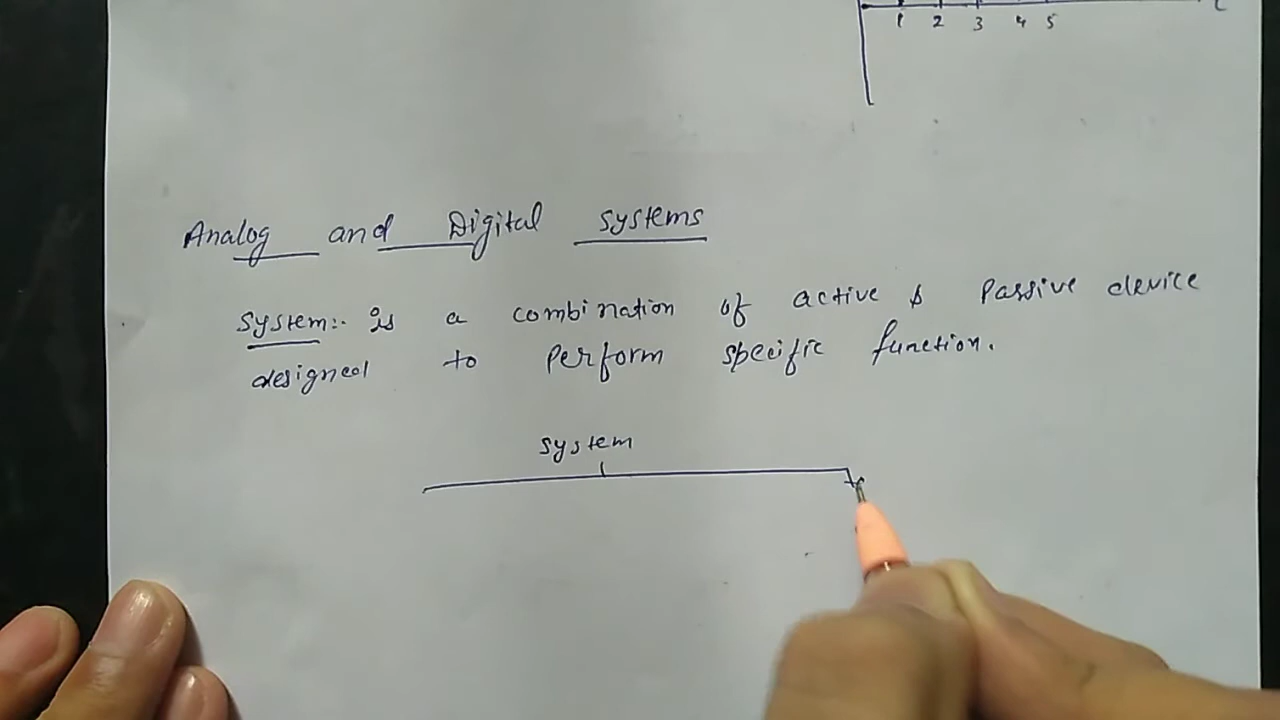 1 2 3 4 5 t
Analog and Digital systems
System:- is a combination of active & Passive device
designed to Perform specific function.
System